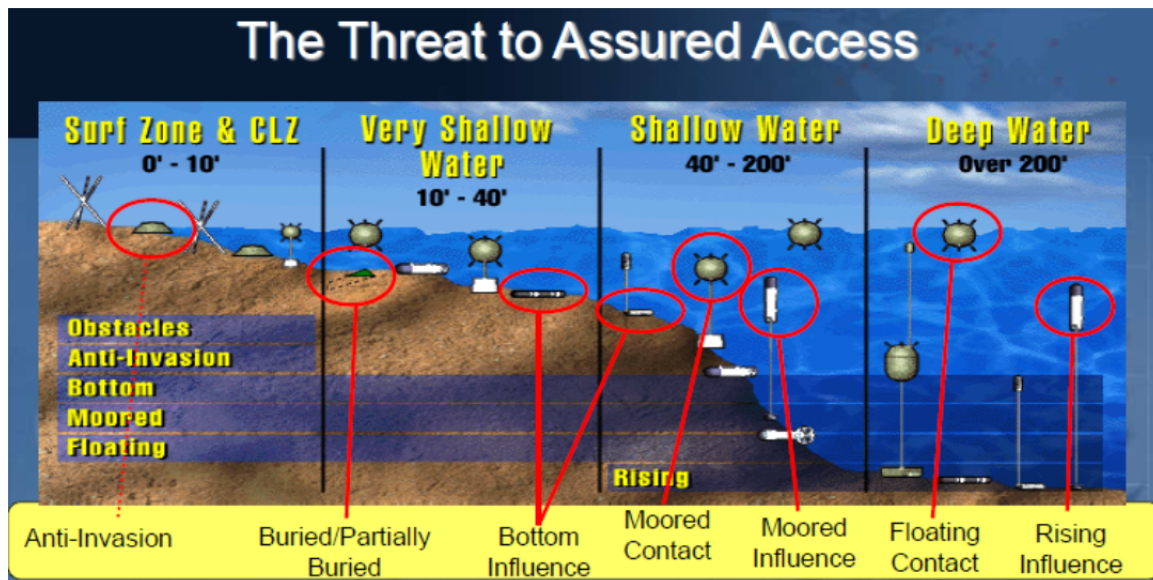 The Threat to Assured Access
Surf Zone & CLZ
0' - 10'
Very Shallow
Water
10' - 40'
Shallow Water
40' - 200'
Deep Water
Over 200'
Obstacles
Anti-Invasion
Bottom
Moored
Floating
Rising
Anti-Invasion
Buried/Partially
Buried
Bottom
Influence
Moored
Contact
Moored
Influence
Floating
Contact
Rising
Influence